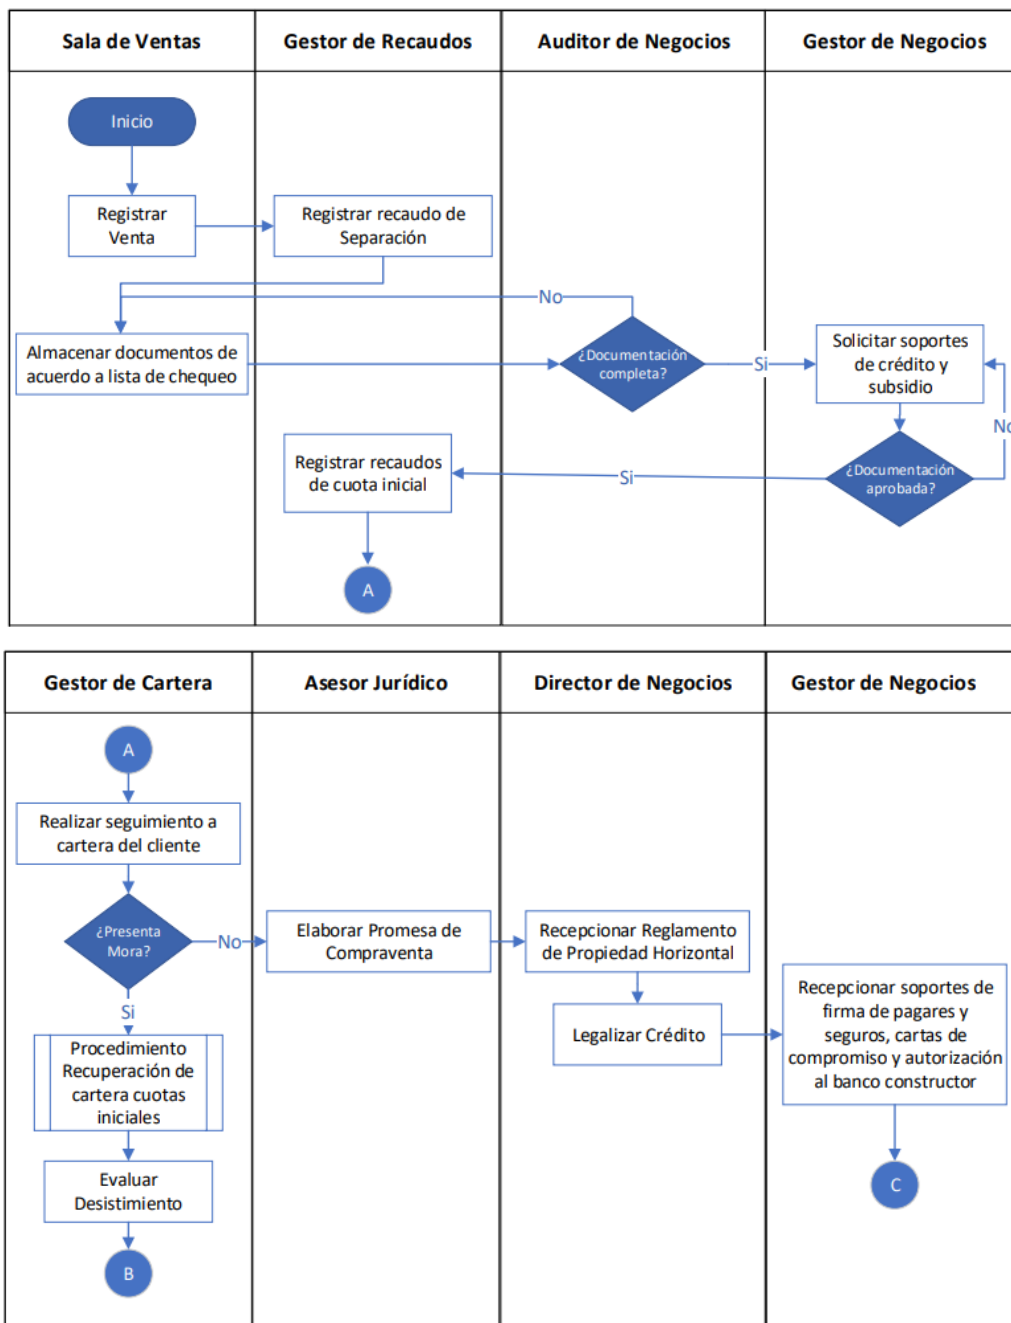 Sala de Ventas
Gestor de Recaudos
Auditor de Negocios
Gestor de Negocios
Inicio
Registrar
Venta
Registrar recaudo de
Separación
No
Almacenar documentos de
acuerdo a lista de chequeo
¿Documentación
completa?
Si
Solicitar soportes
de crédito y
subsidio
No
¿Documentación
aprobada?
Si
Registrar recaudos
de cuota inicial
A
Gestor de Cartera
Asesor Jurídico
Director de Negocios
Gestor de Negocios
A
Realizar seguimiento a
cartera del cliente
¿Presenta
Mora?
No
Elaborar Promesa de
Compraventa
Recepcionar Reglamento
de Propiedad Horizontal
Legalizar Crédito
Recepcionar soportes de
firma de pagares y
seguros, cartas de
compromiso y autorización
al banco constructor
C
Si
Procedimiento
Recuperación de
cartera cuotas
iniciales
Evaluar
Desistimiento
B